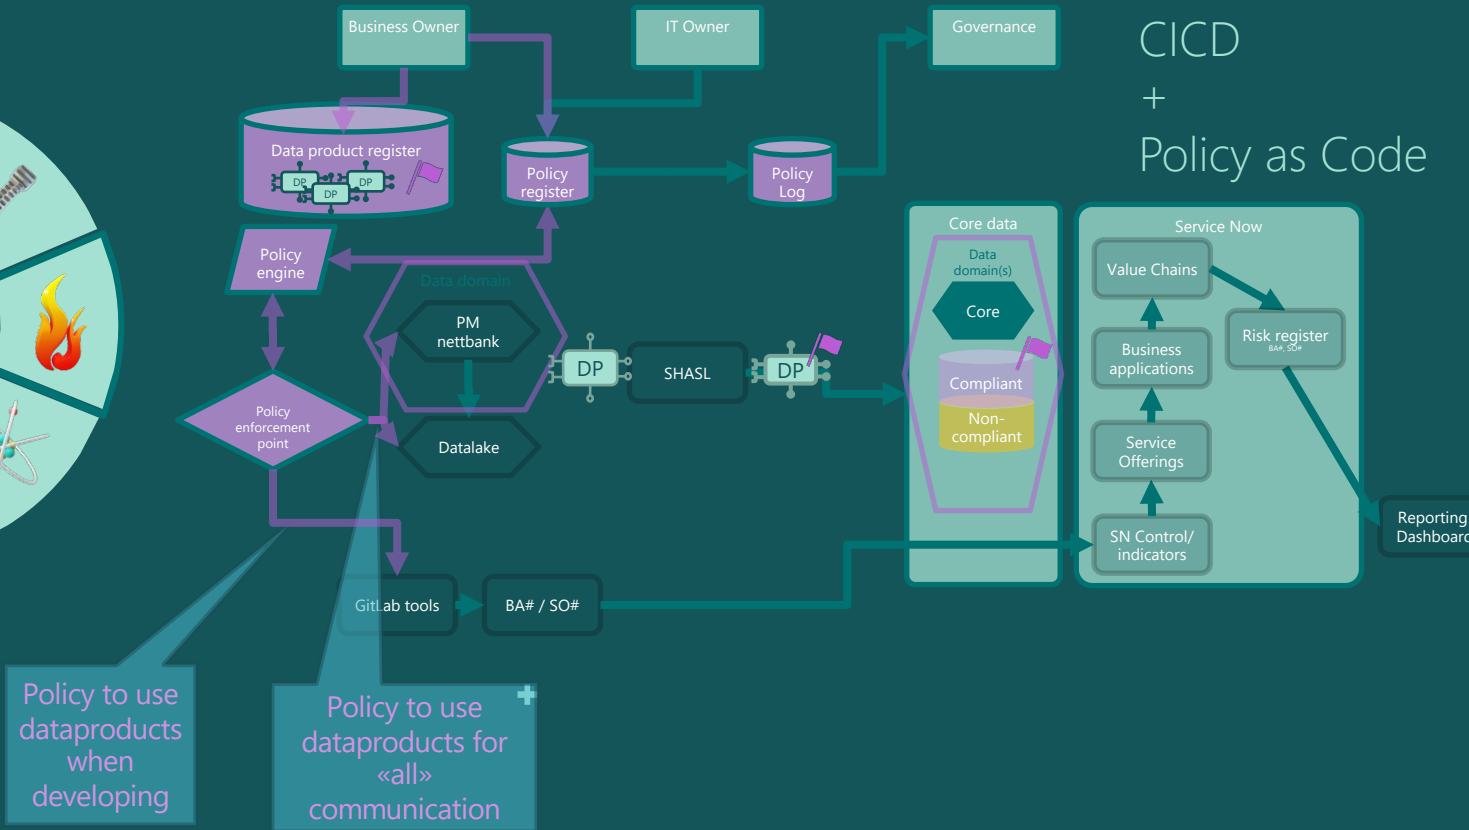 CICD
+
Policy as Code
Business Owner
IT Owner
Governance
Data product register
DP
DP
DP
Policy
register
Policy
Log
Policy
engine
Data domain
PM
nettbank
Datalake
Policy
enforcement
point
DP
SHASL
DP
Core data
Data
domain(s)
Core
Compliant
Non-
compliant
Service Now
Value Chains
Business
applications
Service
Offerings
SN Control/
indicators
Risk register
BA#, SO#
Reporting
Dashboard
GitLab tools
BA# / SO#
Policy to use
dataproducts
when
developing
Policy to use
dataproducts for
«all»
communication